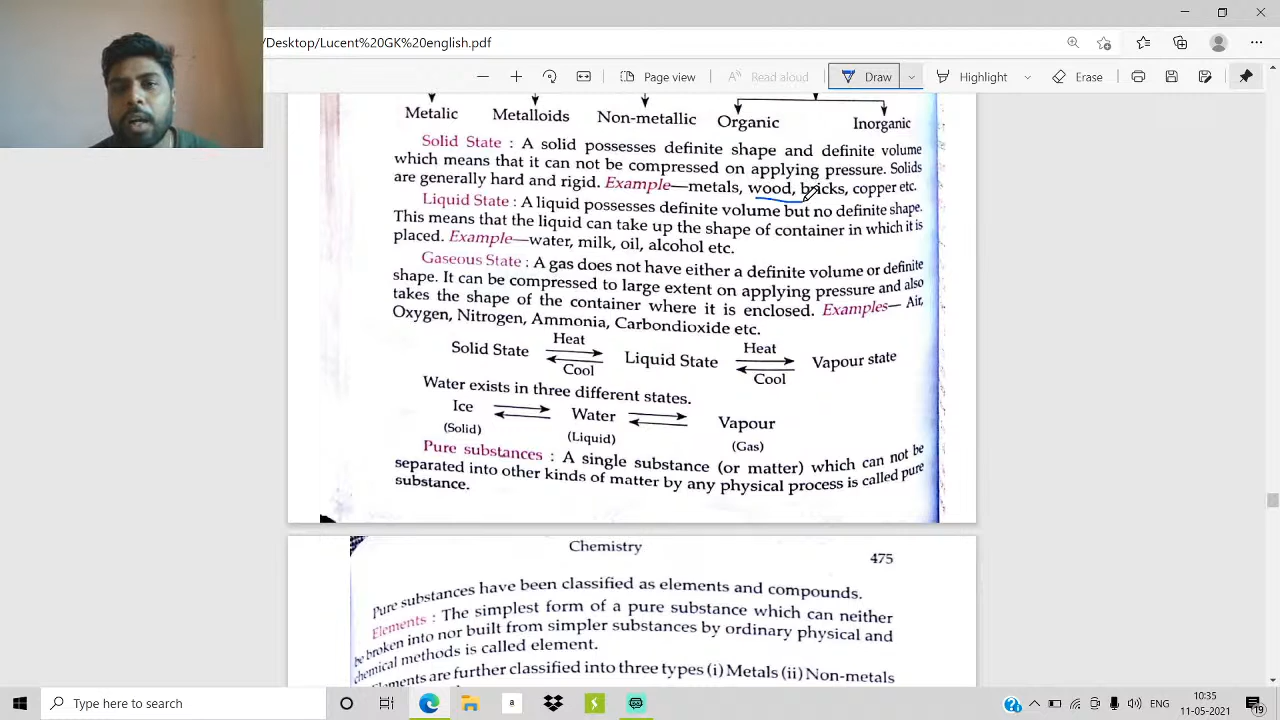 /Desktop/Lucent%20GK%20english.pdf
Page view
Read aloud
Draw
Highlight
Erase
Metalic Metalloids Non-metallic Organic Inorganic
Solid State : A solid possesses definite shape and definite volume
which means that it can not be compressed on applying pressure. Solids
are generally hard and rigid. Example—metals, wood, bricks, copper etc.
Liquid State : A liquid possesses definite volume but no definite shape.
This means that the liquid can take up the shape of container in which it is
placed. Example—water, milk, oil, alcohol etc.
Gaseous State : A gas does not have either a definite volume or definite
shape. It can be compressed to large extent on applying pressure and also
takes the shape of the container where it is enclosed. Examples— Air,
Oxygen, Nitrogen, Ammonia, Carbondioxide etc.
Heat Heat
Solid State Liquid State Vapour state
Cool Cool
Water exists in three different states.
Ice Water Vapour
(Solid) (Liquid) (Gas)
Pure substances : A single substance (or matter) which can not be
separated into other kinds of matter by any physical process is called pure
substance.
Chemistry 475
Pure substances have been classified as elements and compounds.
Elements : The simplest form of a pure substance which can neither
be broken into nor built from simpler substances by ordinary physical and
chemical methods is called element.
Elements are further classified into three types (i) Metals (ii) Non-metals
Type here to search
10:35
11-05-2021
19